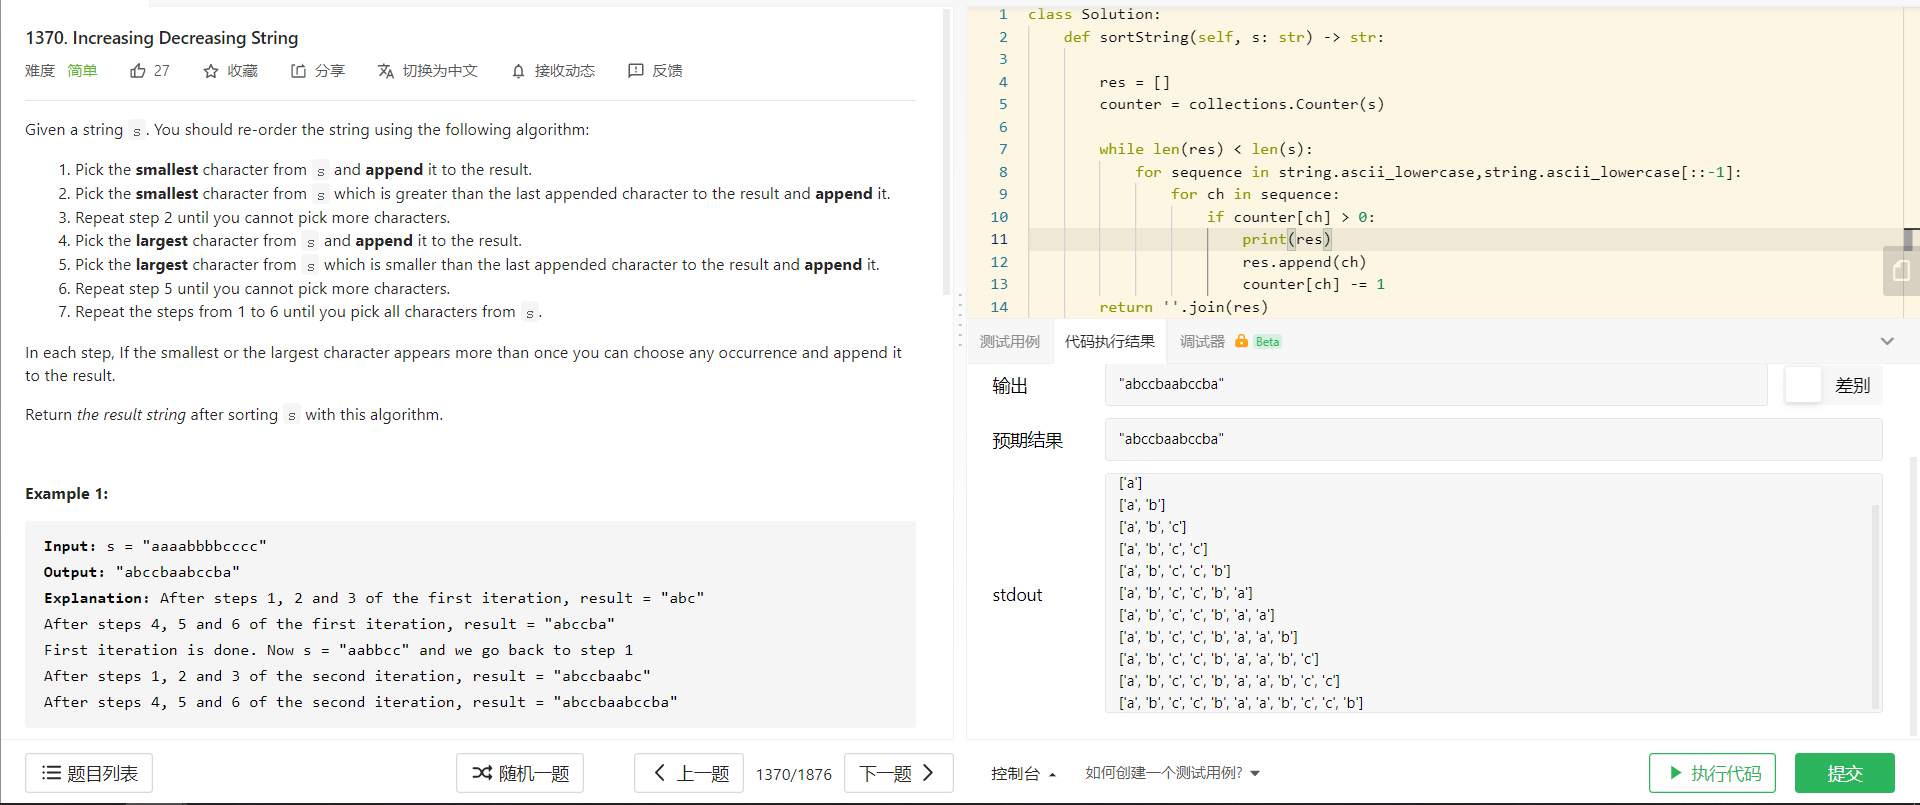 1370. Increasing Decreasing String
难度 简单 27 收藏 分享 切换为中文 接收动态 反馈
Given a string s. You should re-order the string using the following algorithm:
1. Pick the smallest character from s and append it to the result.
2. Pick the smallest character from s which is greater than the last appended character to the result and append it.
3. Repeat step 2 until you cannot pick more characters.
4. Pick the largest character from s and append it to the result.
5. Pick the largest character from s which is smaller than the last appended character to the result and append it.
6. Repeat step 5 until you cannot pick more characters.
7. Repeat the steps from 1 to 6 until you pick all characters from s.
In each step, If the smallest or the largest character appears more than once you can choose any occurrence and append it
to the result.
Return the result string after sorting s with this algorithm.
Example 1:
Input: s = "aaaabbbbcccc"
Output: "abccbaabccba"
Explanation: After steps 1, 2 and 3 of the first iteration, result = "abc"
After steps 4, 5 and 6 of the first iteration, result = "abccba"
First iteration is done. Now s = "aabbcc" and we go back to step 1
After steps 1, 2 and 3 of the second iteration, result = "abccbaabc"
After steps 4, 5 and 6 of the second iteration, result = "abccbaabccba"
题目列表 随机一题 上一题 1370/1876 下一题
1 class Solution:
2 def sortString(self, s: str) -> str:
3
4 res = []
5 counter = collections.Counter(s)
6
7 while len(res) < len(s):
8 for sequence in string.ascii_lowercase,string.ascii_lowercase[::-1]:
9 for ch in sequence:
10 if counter[ch] > 0:
11 print(res)
12 res.append(ch)
13 counter[ch] -= 1
14 return ''.join(res)
测试用例 代码执行结果 调试器 Beta
输出 "abccbaabccba" 差别
预期结果 "abccbaabccba"
stdout
['a']
['a', 'b']
['a', 'b', 'c']
['a', 'b', 'c', 'c']
['a', 'b', 'c', 'c', 'b']
['a', 'b', 'c', 'c', 'b', 'a']
['a', 'b', 'c', 'c', 'b', 'a', 'a']
['a', 'b', 'c', 'c', 'b', 'a', 'a', 'b']
['a', 'b', 'c', 'c', 'b', 'a', 'a', 'b', 'c']
['a', 'b', 'c', 'c', 'b', 'a', 'a', 'b', 'c', 'c']
['a', 'b', 'c', 'c', 'b', 'a', 'a', 'b', 'c', 'c', 'b']
控制台 如何创建一个测试用例? 执行代码 提交